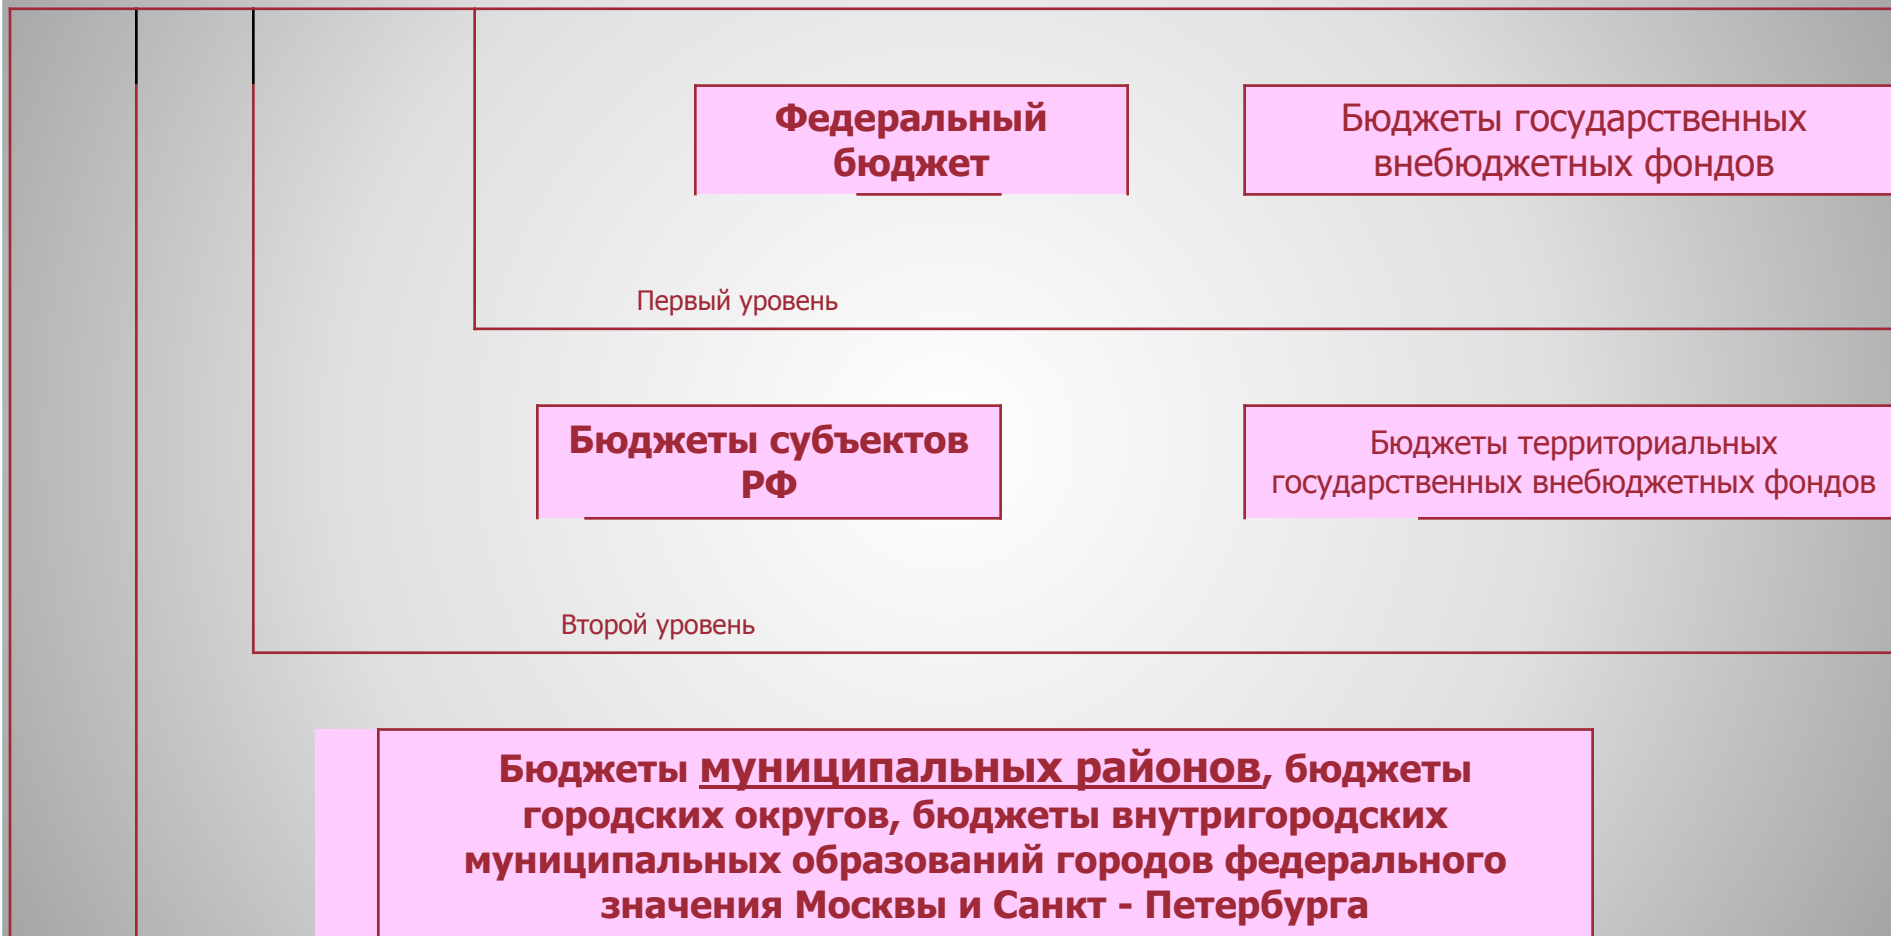 Федеральный
бюджет
Бюджеты государственных
внебюджетных фондов
Первый уровень
Бюджеты субъектов
РФ
Бюджеты территориальных
государственных внебюджетных фондов
Второй уровень
Бюджеты муниципальных районов, бюджеты
городских округов, бюджеты внутригородских
муниципальных образований городов федерального
значения Москвы и Санкт - Петербурга